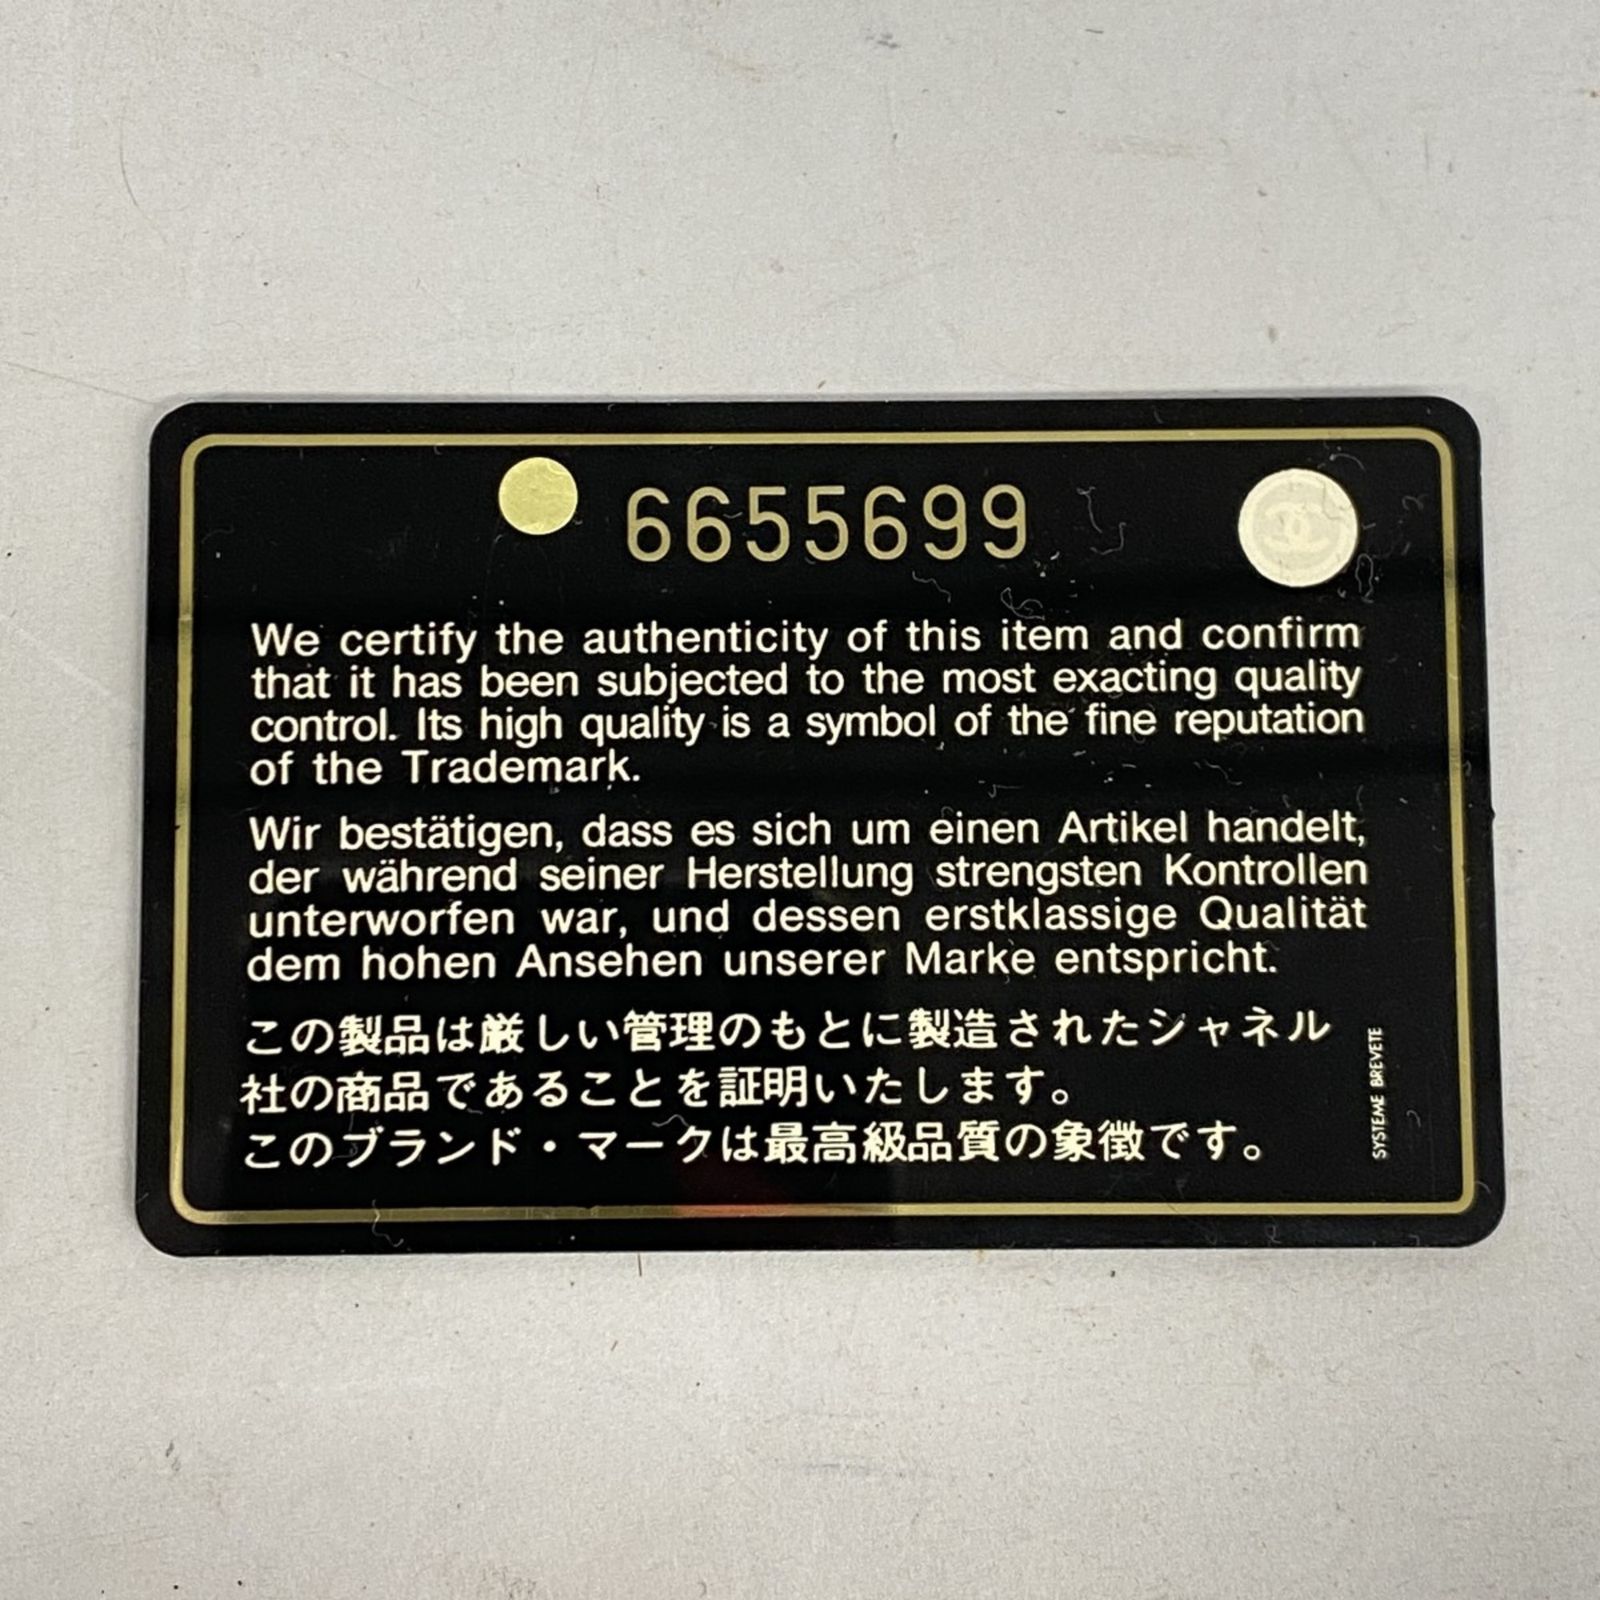 6655699
We certify the authenticity of this item and confirm
that it has been subjected to the most exacting quality
control. Its high quality is a symbol of the fine reputation
of the Trademark.
Wir bestätigen, dass es sich um einen Artikel handelt,
der während seiner Herstellung strengsten Kontrollen
unterworfen war, und dessen erstklassige Qualität
dem hohen Ansehen unserer Marke entspricht.
この製品は厳しい管理のもとに製造されたシャネル
社の商品であることを証明いたします。
このブランド・マークは最高級品質の象徴です。
SYSTEME BREVETE